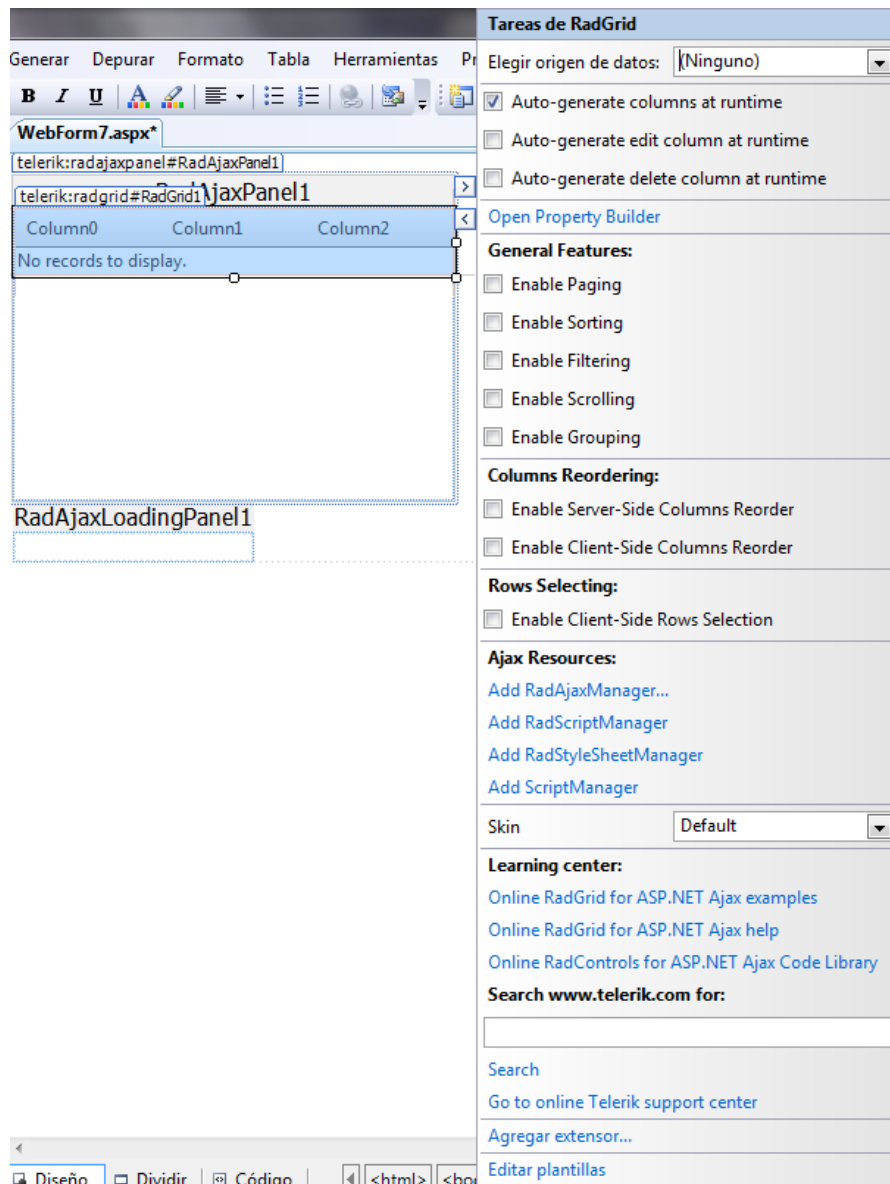 Generar Depurar Formato Tabla Herramientas
B I U A
WebForm7.aspx*
telerik:radajaxpanel#RadAjaxPanel1
telerik:radgrid#RadGrid1 AjaxPanel1
Column0 Column1 Column2
No records to display.
RadAjaxLoadingPanel1
Diseño Dividir Código <html>
Tareas de RadGrid
Elegir origen de datos: (Ninguno)
Auto-generate columns at runtime
Auto-generate edit column at runtime
Auto-generate delete column at runtime
Open Property Builder
General Features:
Enable Paging
Enable Sorting
Enable Filtering
Enable Scrolling
Enable Grouping
Columns Reordering:
Enable Server-Side Columns Reorder
Enable Client-Side Columns Reorder
Rows Selecting:
Enable Client-Side Rows Selection
Ajax Resources:
Add RadAjaxManager...
Add RadScriptManager
Add RadStyleSheetManager
Add ScriptManager
Skin Default
Learning center:
Online RadGrid for ASP.NET Ajax examples
Online RadGrid for ASP.NET Ajax help
Online RadControls for ASP.NET Ajax Code Library
Search www.telerik.com for:
Search
Go to online Telerik support center
Agregar extensor...
Editar plantillas